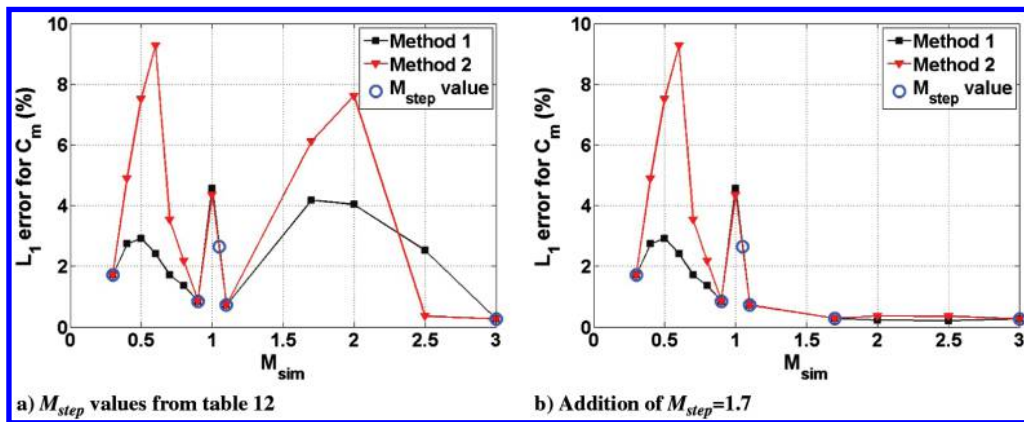 10
8
6
4
2
0
L1 error for Cm (%)
0 0.5 1 1.5 2 2.5 3
Msim
Method 1
Method 2
Mstep value
a) Mstep values from table 12
10
8
6
4
2
0
L1 error for Cm (%)
0 0.5 1 1.5 2 2.5 3
Msim
Method 1
Method 2
Mstep value
b) Addition of Mstep=1.7